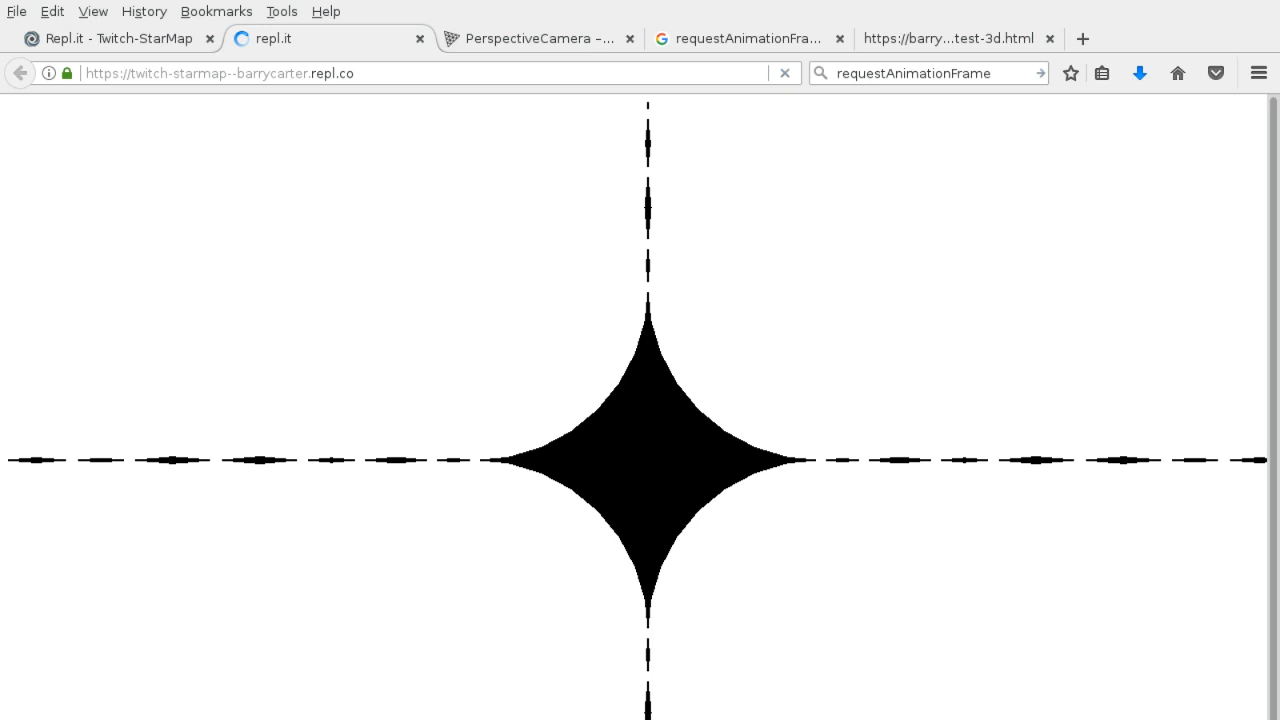 File Edit View History Bookmarks Tools Help
Repl.it - Twitch-StarMap repl.it PerspectiveCamera –... requestAnimationFra... https://barry...test-3d.html
https://twitch-starmap--barrycarter.repl.co requestAnimationFrame